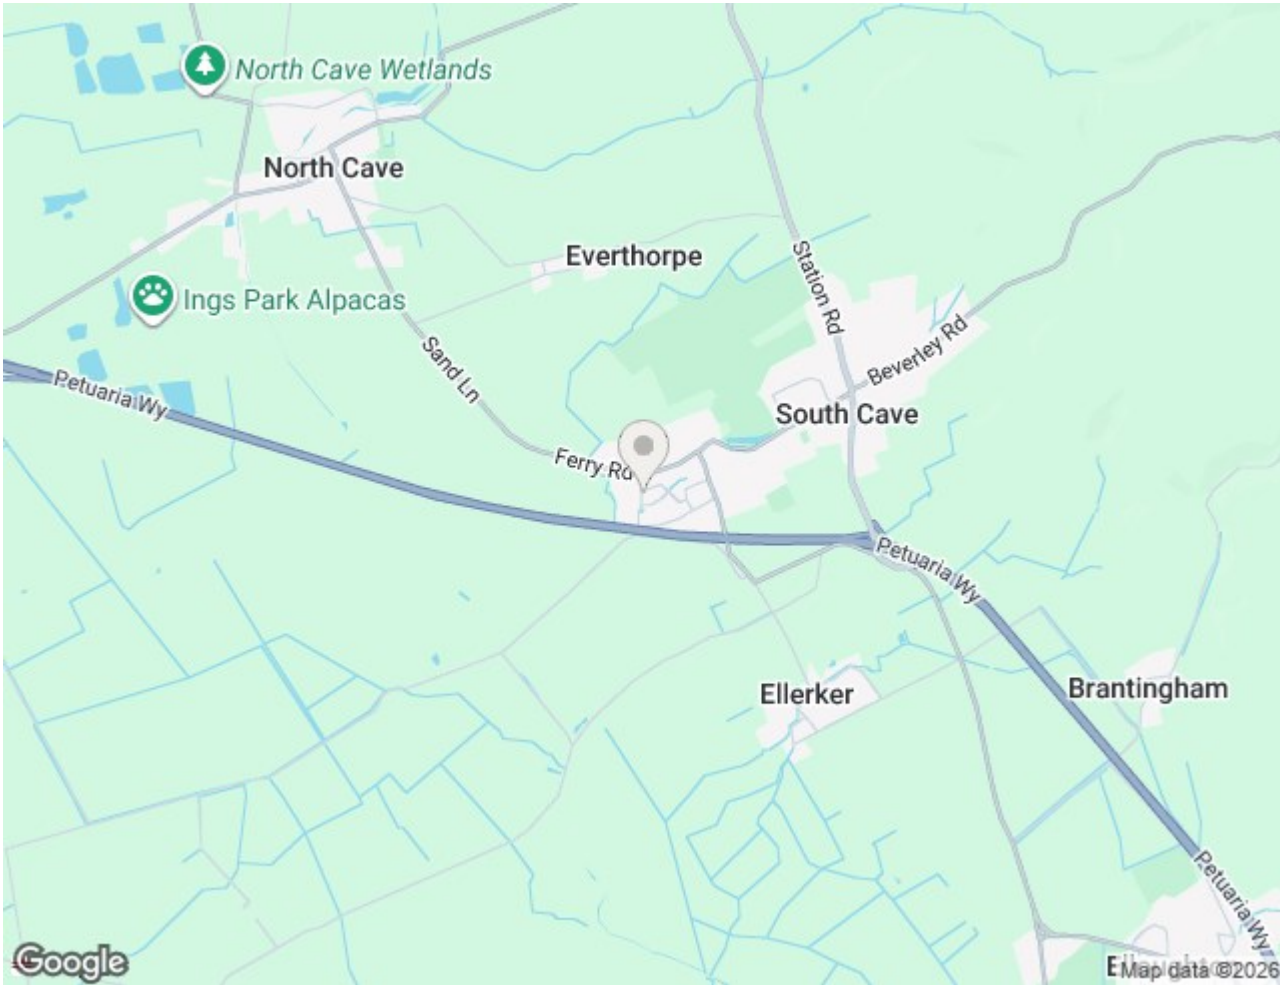 North Cave Wetlands
North Cave
Everthorpe
Station Rd
Ings Park Alpacas
Sand Ln
Beverley Rd
Petuaria Wy
South Cave
Ferry Rd
Petuaria Wy
Ellerker
Brantingham
Petuaria Wy
Google
Map data ©2026